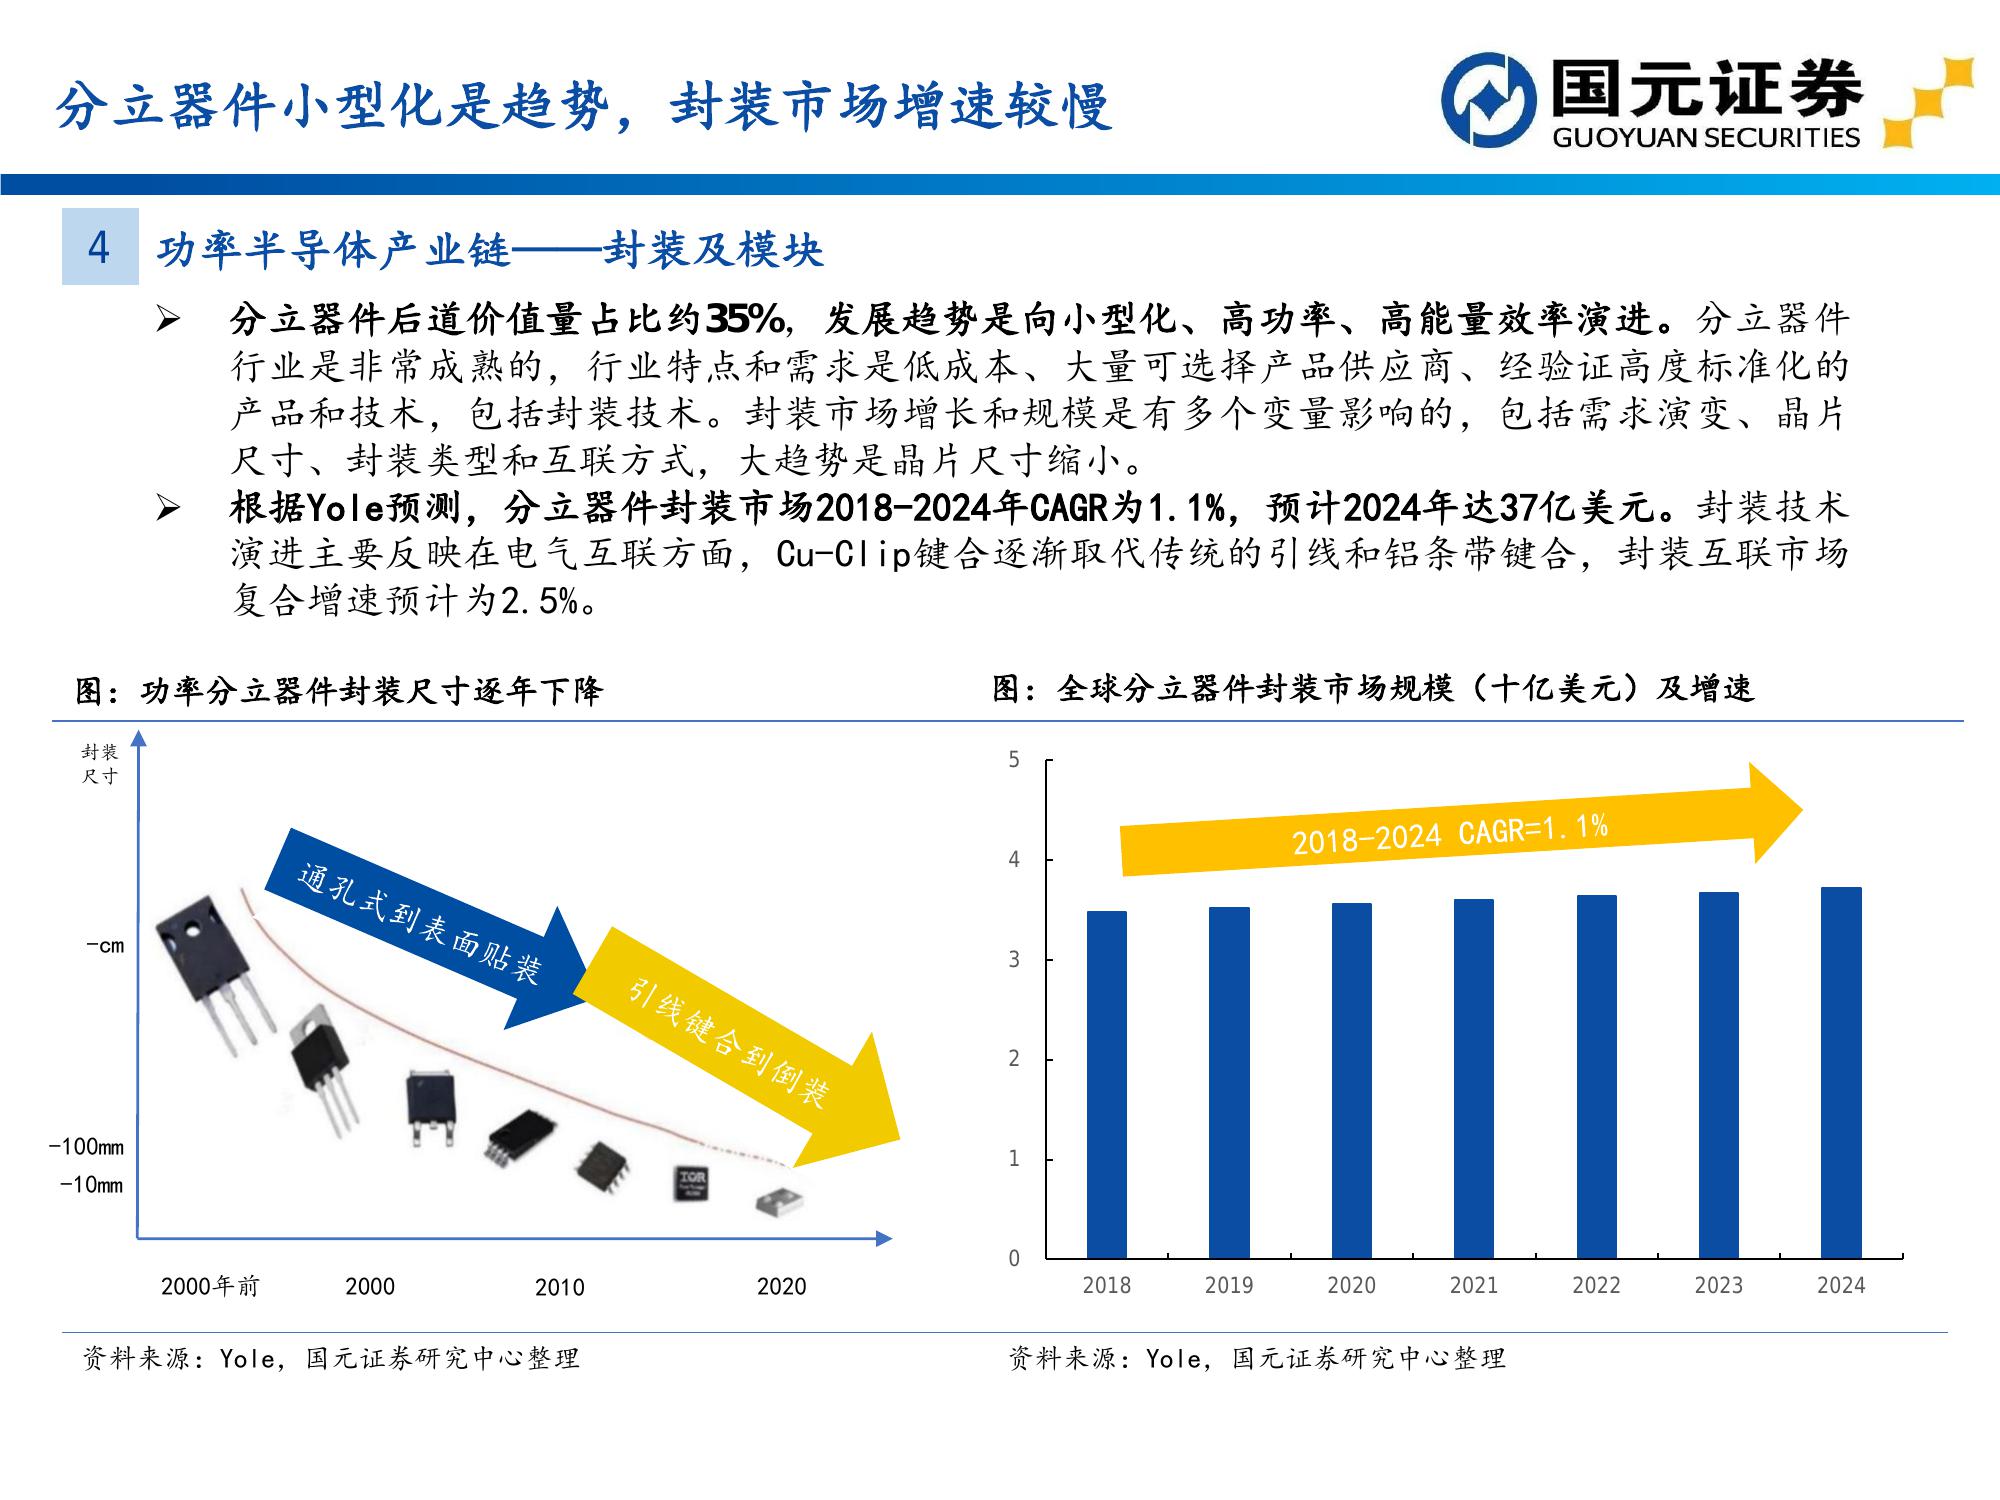 分立器件小型化是趋势，封装市场增速较慢
国元证券
GUOYUAN SECURITIES
4
功率半导体产业链——封装及模块
➢ 分立器件后道价值量占比约35%，发展趋势是向小型化、高功率、高能量效率演进。分立器件
行业是非常成熟的，行业特点和需求是低成本、大量可选择产品供应商、经验证高度标准化的
产品和技术，包括封装技术。封装市场增长和规模是有多个变量影响的，包括需求演变、晶片
尺寸、封装类型和互联方式，大趋势是晶片尺寸缩小。
➢ 根据Yole预测，分立器件封装市场2018-2024年CAGR为1.1%，预计2024年达37亿美元。封装技术
演进主要反映在电气互联方面，Cu-Clip键合逐渐取代传统的引线和铝条带键合，封装互联市场
复合增速预计为2.5%。
图：功率分立器件封装尺寸逐年下降
封装
尺寸
-cm
-100mm
-10mm
通孔式到表面贴装
引线键合到倒装
IOR
2000年前
2000
2010
2020
资料来源：Yole，国元证券研究中心整理
图：全球分立器件封装市场规模（十亿美元）及增速
5
4
3
2
1
0
2018-2024 CAGR=1.1%
2018
2019
2020
2021
2022
2023
2024
资料来源：Yole，国元证券研究中心整理